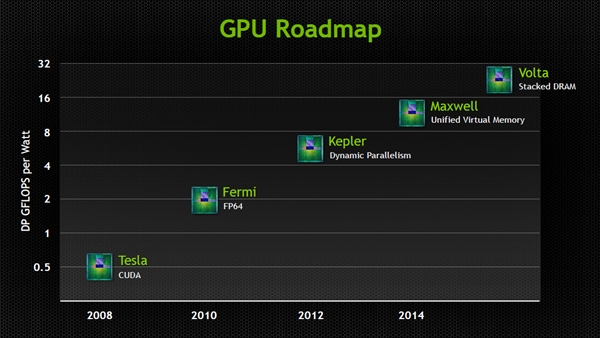 GPU Roadmap
32
16
8
4
2
1
0.5
DP GFLOPS per Watt
Volta
Stacked DRAM
Maxwell
Unified Virtual Memory
Kepler
Dynamic Parallelism
Fermi
FP64
Tesla
CUDA
2008
2010
2012
2014